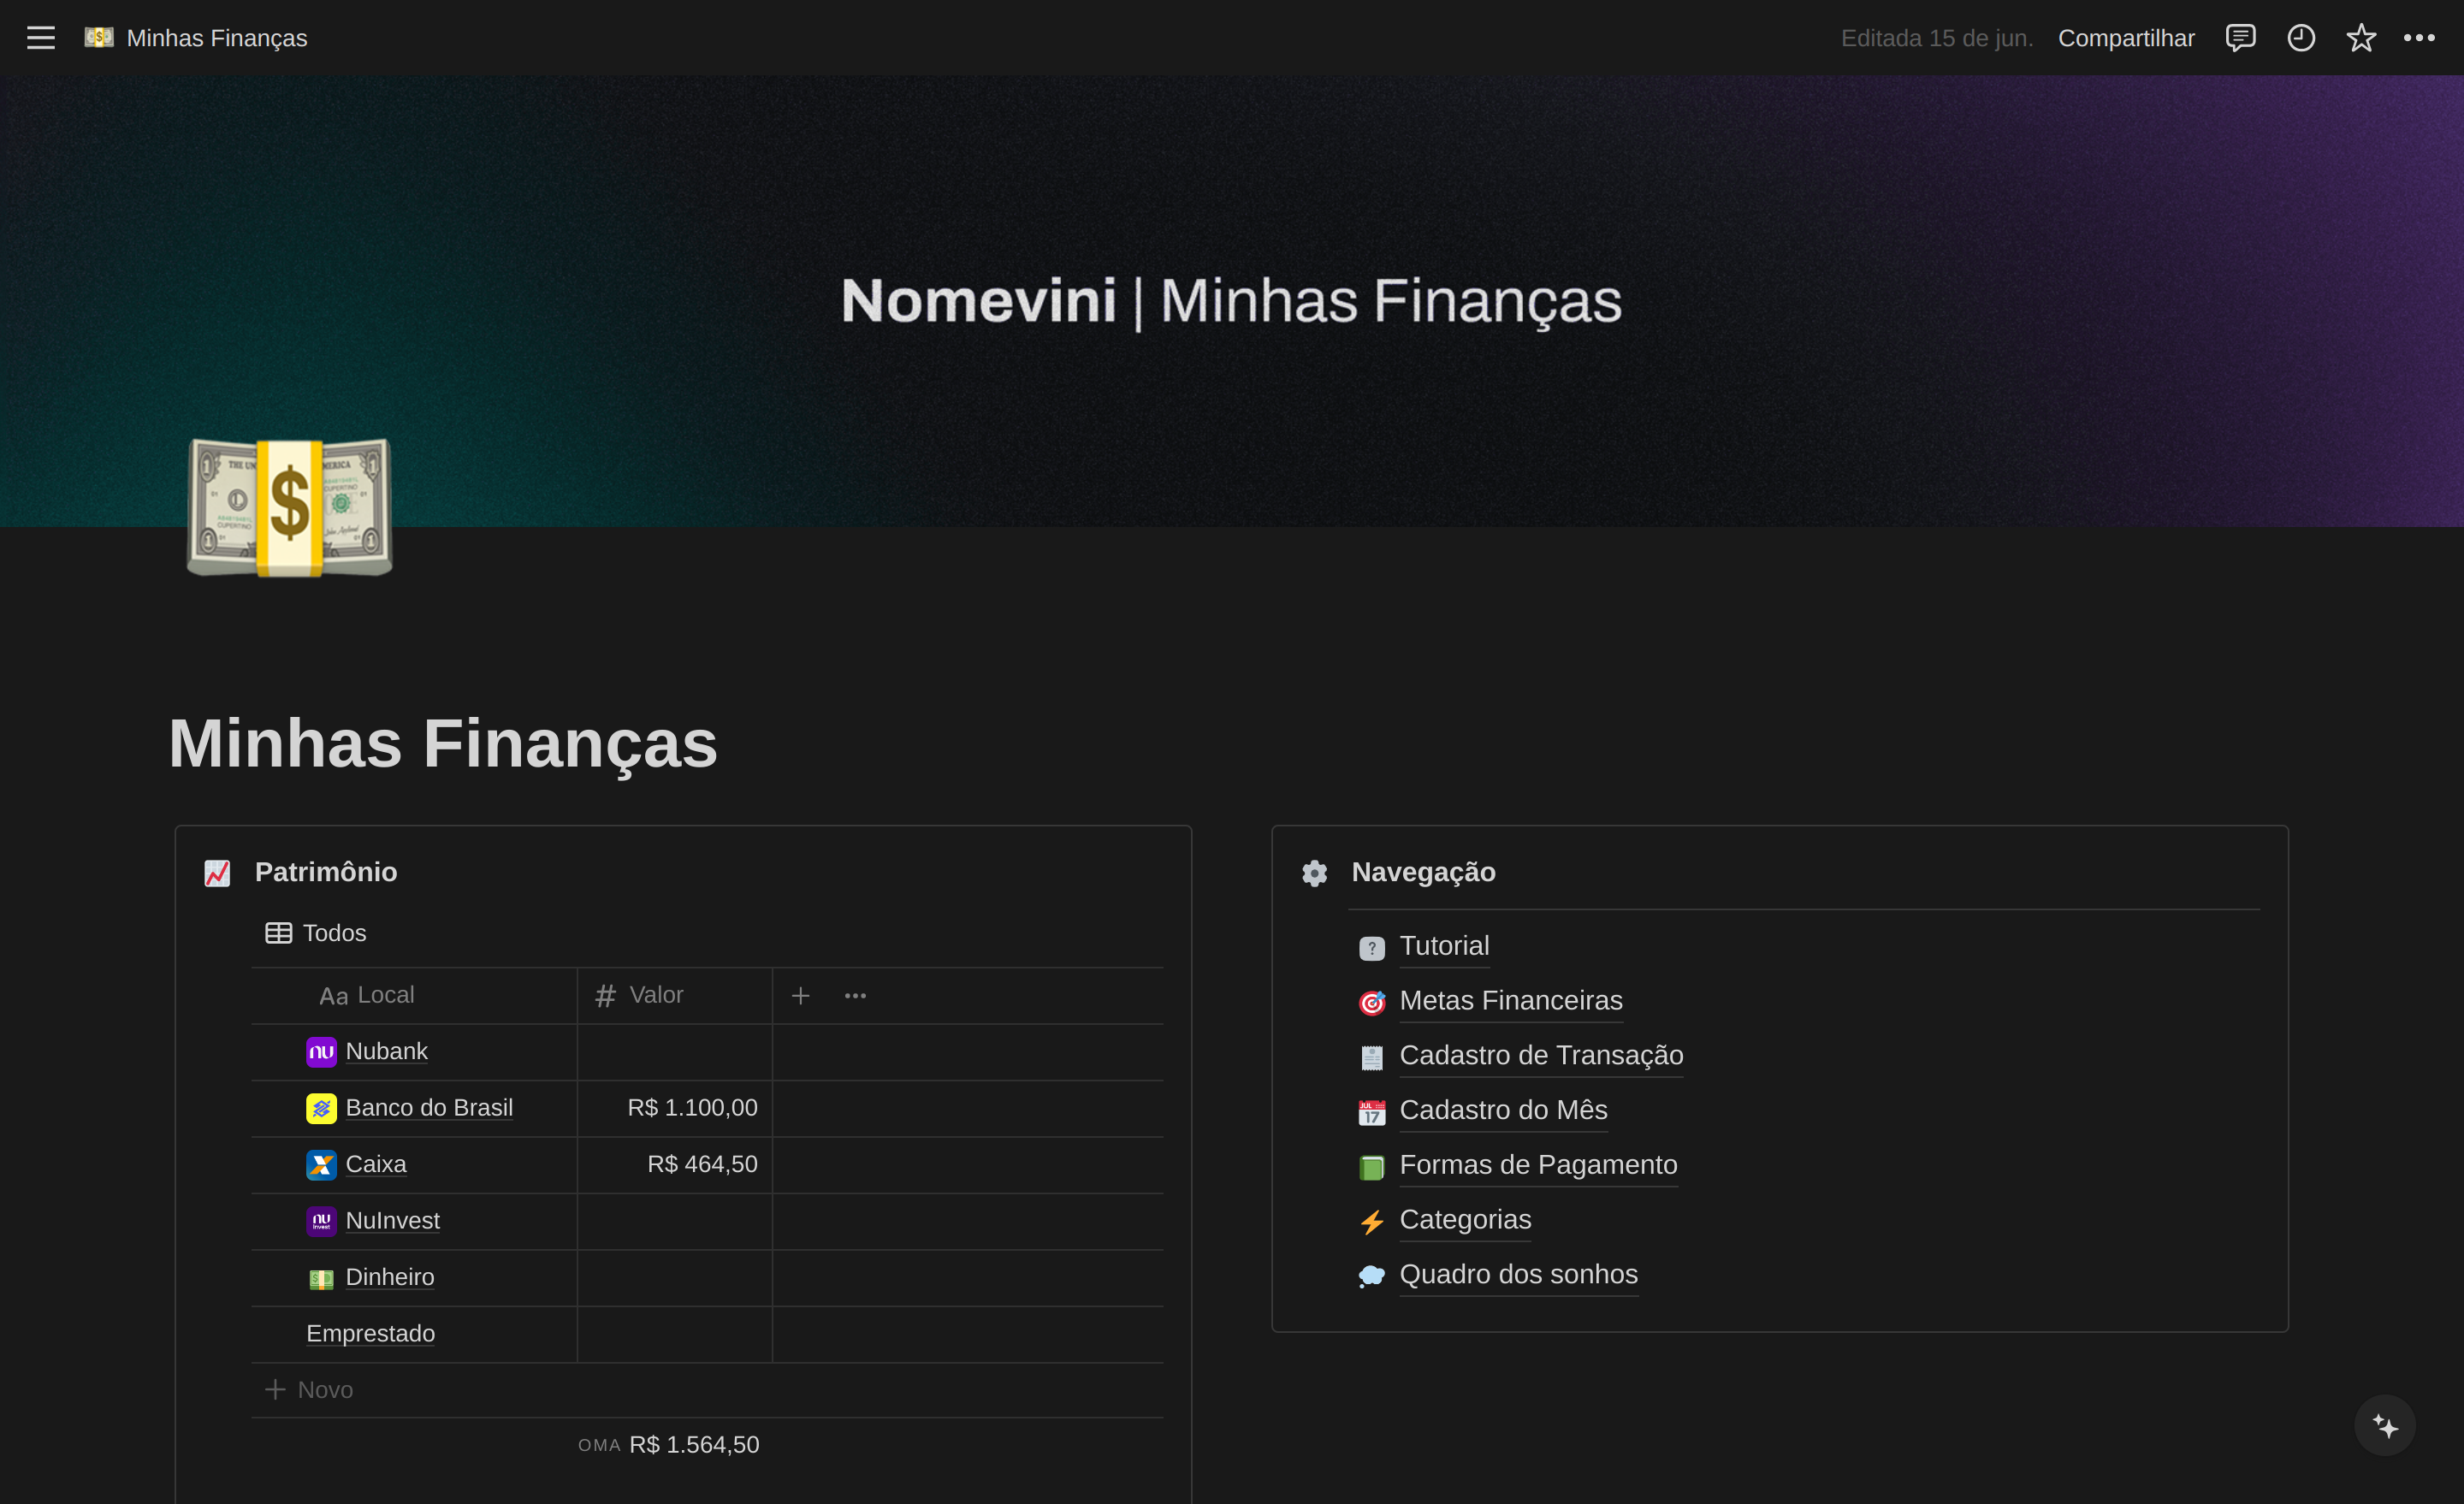 Minhas Finanças
Editada 15 de jun.
Compartilhar
Nomevini | Minhas Finanças
Minhas Finanças
Patrimônio
Todos
Aa Local
# Valor
Nubank
Banco do Brasil R$ 1.100,00
Caixa R$ 464,50
NuInvest
Dinheiro
Emprestado
Novo
OMA R$ 1.564,50
Navegação
Tutorial
Metas Financeiras
Cadastro de Transação
Cadastro do Mês
Formas de Pagamento
Categorias
Quadro dos sonhos